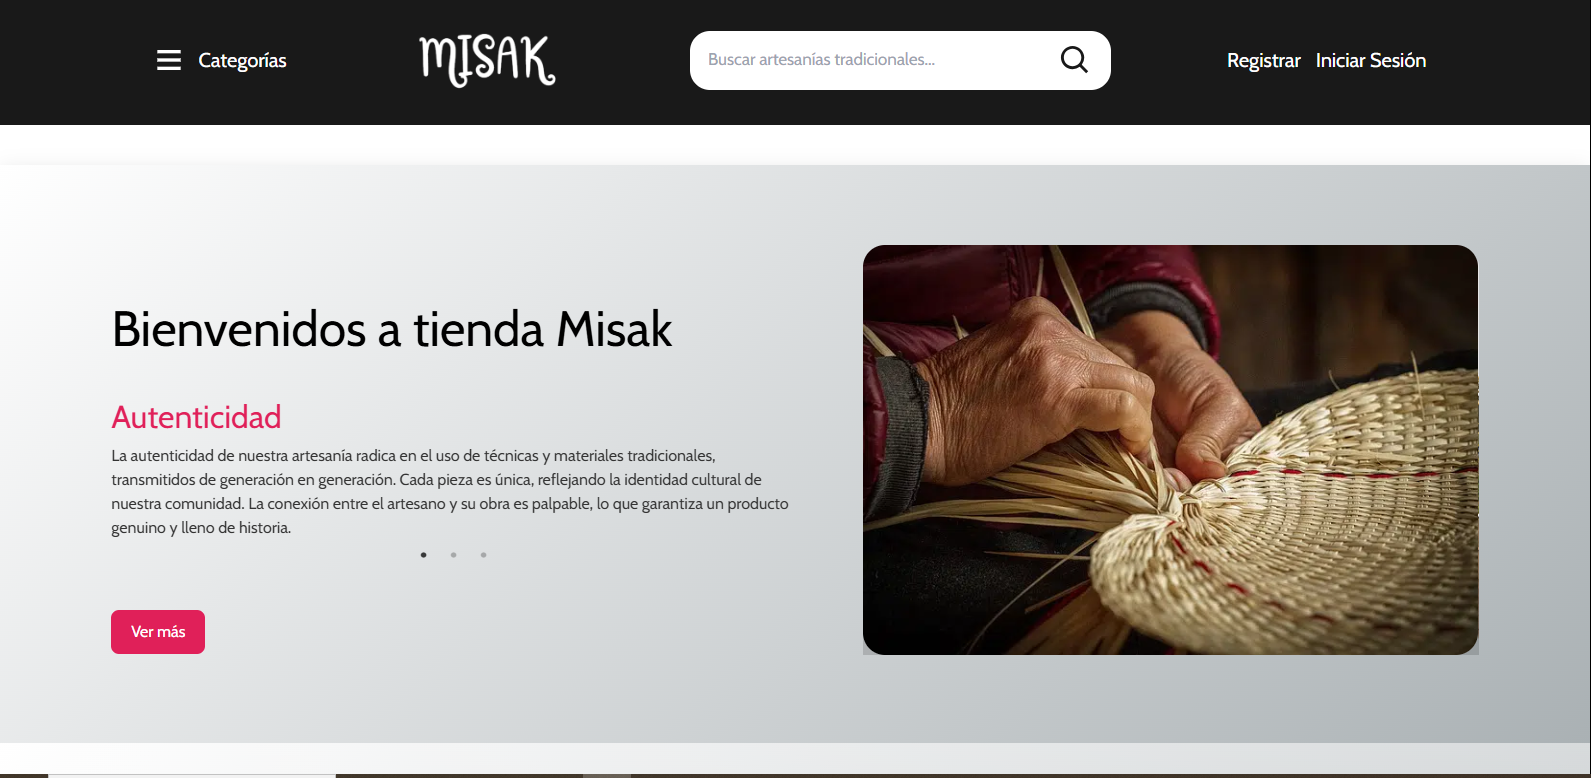 Categorías
MISAK
Buscar artesanías tradicionales...
Registrar Iniciar Sesión
Bienvenidos a tienda Misak
Autenticidad
La autenticidad de nuestra artesanía radica en el uso de técnicas y materiales tradicionales,
transmitidos de generación en generación. Cada pieza es única, reflejando la identidad cultural de
nuestra comunidad. La conexión entre el artesano y su obra es palpable, lo que garantiza un producto
genuino y lleno de historia.
Ver más